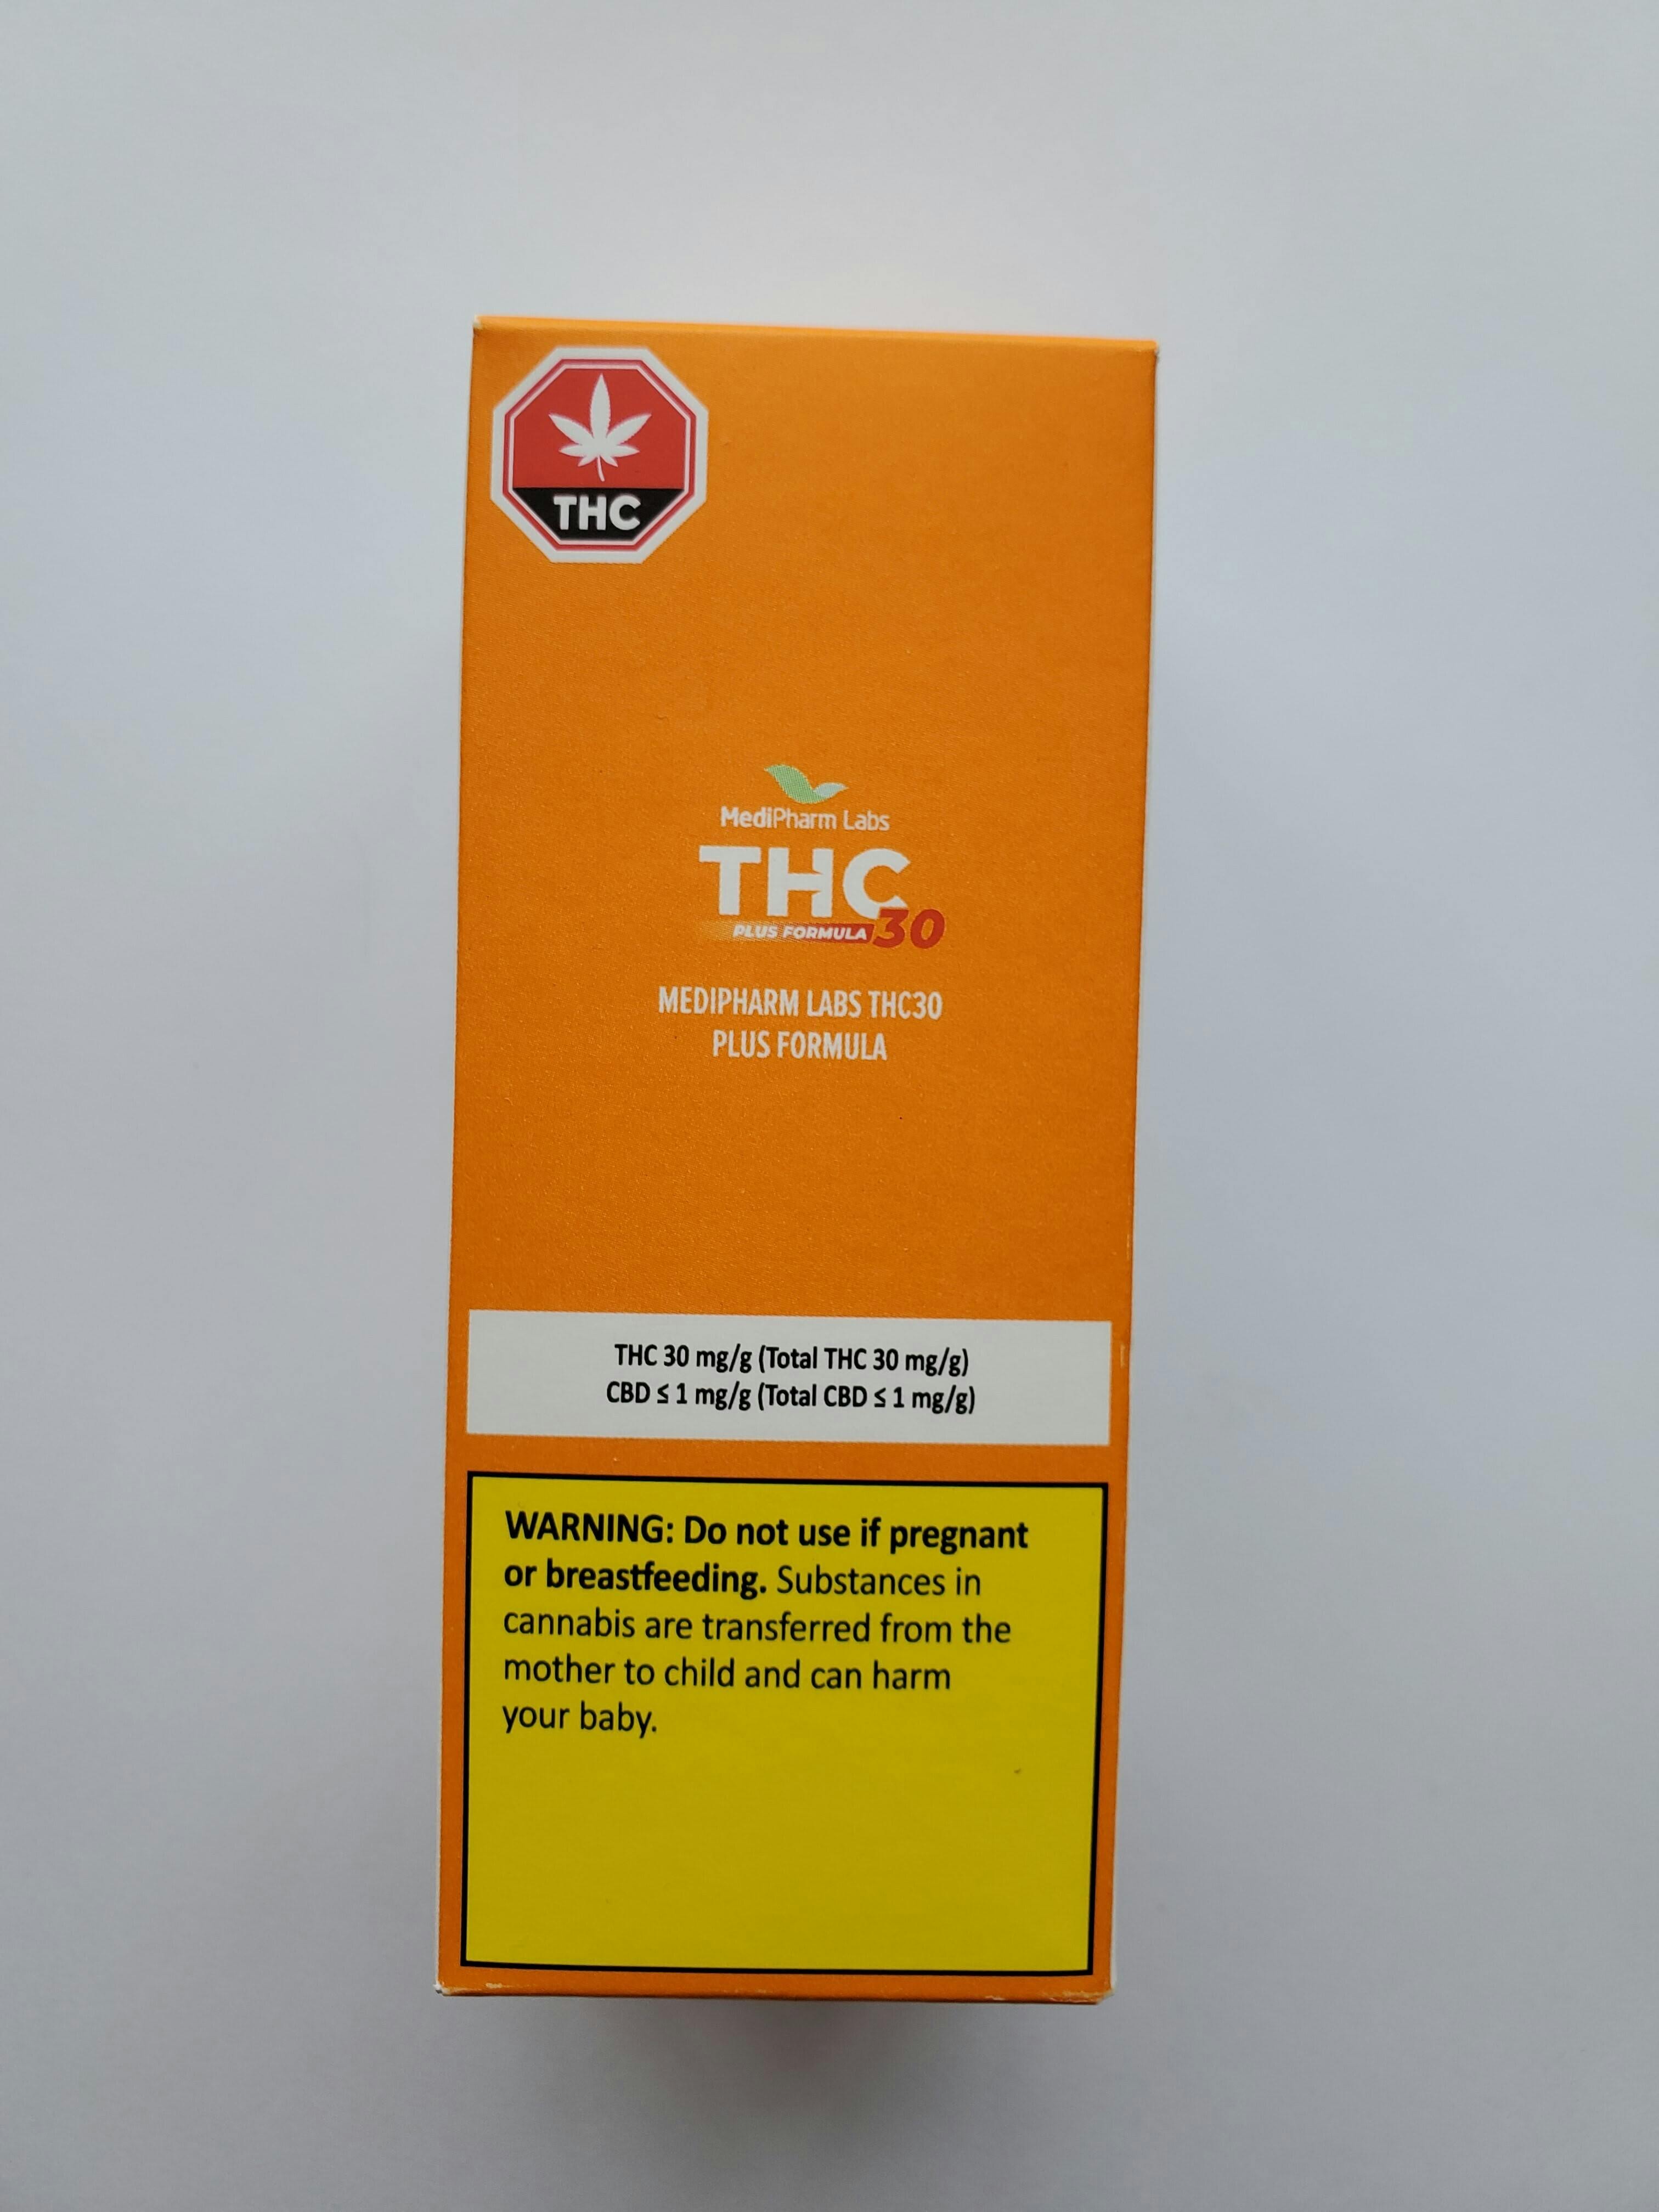 THC
MediPharm Labs
THC
PLUS FORMULA 30
MEDIPHARM LABS THC30
PLUS FORMULA
THC 30 mg/g (Total THC 30 mg/g)
CBD ≤ 1 mg/g (Total CBD ≤ 1 mg/g)
WARNING: Do not use if pregnant
or breastfeeding. Substances in
cannabis are transferred from the
mother to child and can harm
your baby.